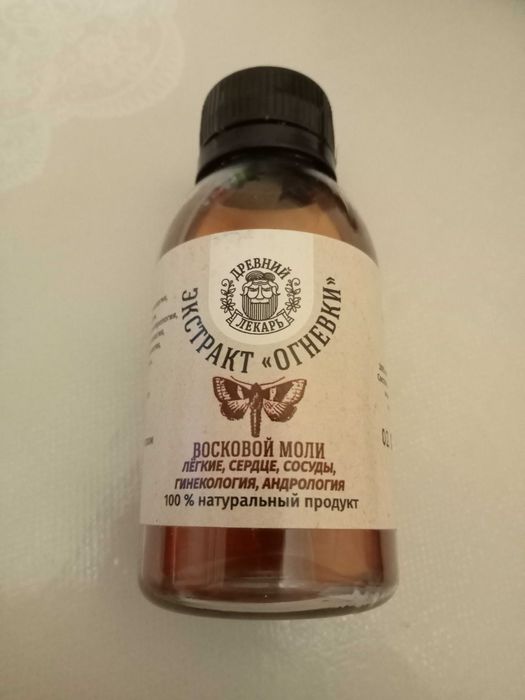 ДРЕВНИЙ
ЛЕКАРЬ
ЭКСТРАКТ «ОГНЕВКИ»
ВОСКОВОЙ МОЛИ
ЛЁГКИЕ, СЕРДЦЕ, СОСУДЫ,
ГИНЕКОЛОГИЯ, АНДРОЛОГИЯ
100 % натуральный продукт